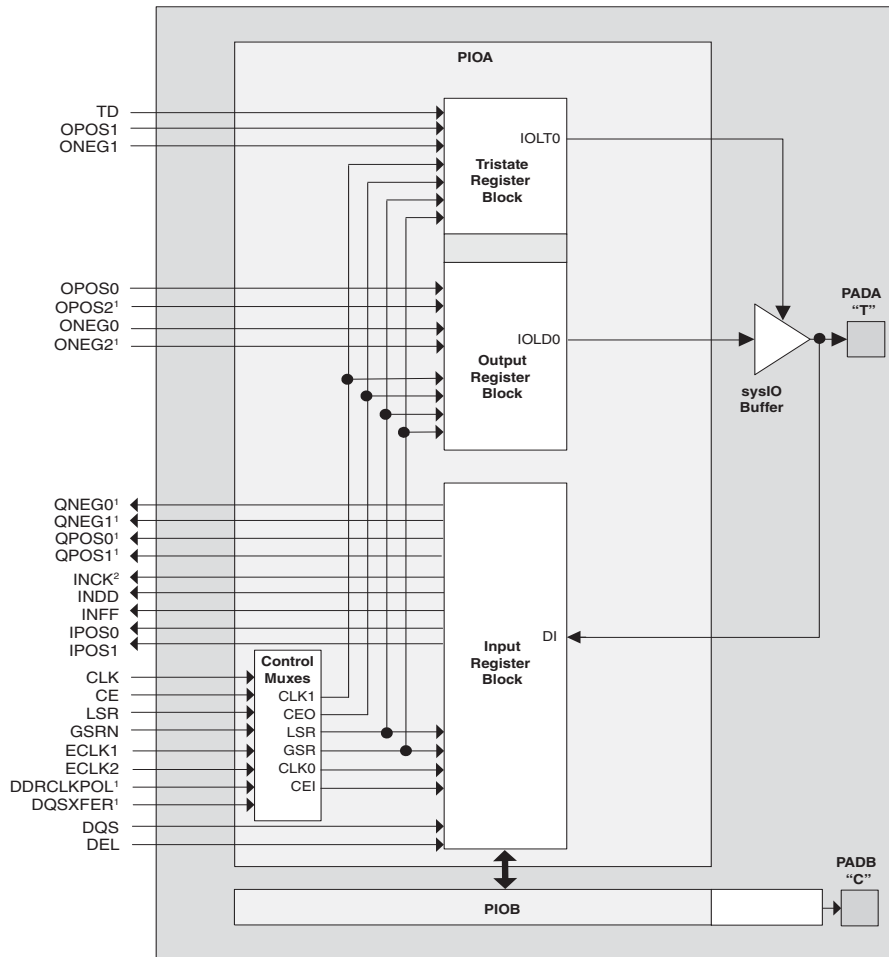 PIOA
TD
OPOS1
ONEG1
IOLT0
Tristate
Register
Block
OPOS0
OPOS2¹
ONEG0
ONEG2¹
IOLD0
Output
Register
Block
PADA
“T”
sysIO
Buffer
QNEG0¹
QNEG1¹
QPOS0¹
QPOS1¹
INCK²
INDD
INFF
IPOS0
IPOS1
DI
Input
Register
Block
Control
Muxes
CLK
CE
LSR
GSRN
ECLK1
ECLK2
DDRCLKPOL¹
DQSXFER¹
CLK1
CEO
LSR
GSR
CLK0
CEI
DQS
DEL
PADB
“C”
PIOB